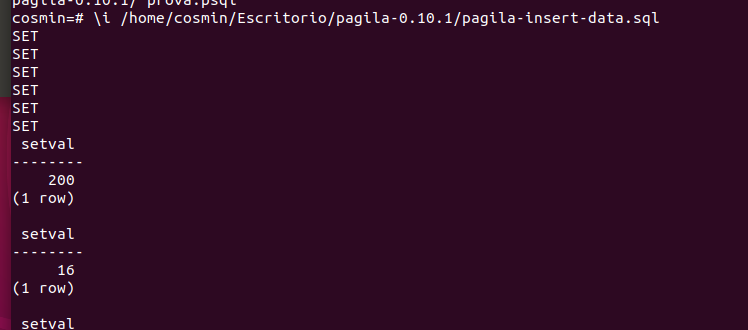 pagila-0.10.1/ prova.psql
cosmin=# \i /home/cosmin/Escritorio/pagila-0.10.1/pagila-insert-data.sql
SET
SET
SET
SET
SET
SET
 setval
--------
    200
(1 row)

 setval
--------
     16
(1 row)

 setval